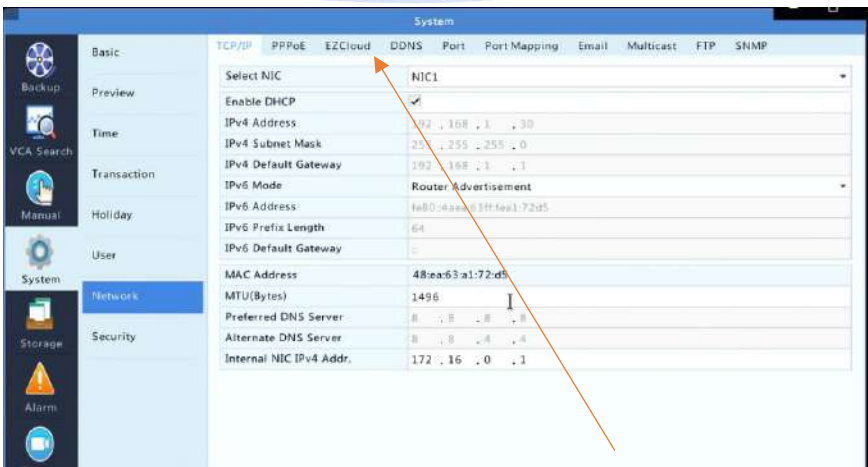 System
TCP/IP PPPoE EZCloud DDNS Port Port Mapping Email Multicast FTP SNMP
Backup
VCA Search
Manual
System
Storage
Alarm
Basic
Preview
Time
Transaction
Holiday
User
Network
Security
Select NIC NIC1
Enable DHCP
IPv4 Address 192 . 168 . 1 . 30
IPv4 Subnet Mask 255 . 255 . 255 . 0
IPv4 Default Gateway 192 . 168 . 1 . 1
IPv6 Mode Router Advertisement
IPv6 Address fe80::4aea:63ff:fea1:72d5
IPv6 Prefix Length 64
IPv6 Default Gateway ::
MAC Address 48:ea:63:a1:72:d5
MTU(Bytes) 1496
Preferred DNS Server 8 . 8 . 8 . 8
Alternate DNS Server 8 . 8 . 4 . 4
Internal NIC IPv4 Addr. 172 . 16 . 0 . 1